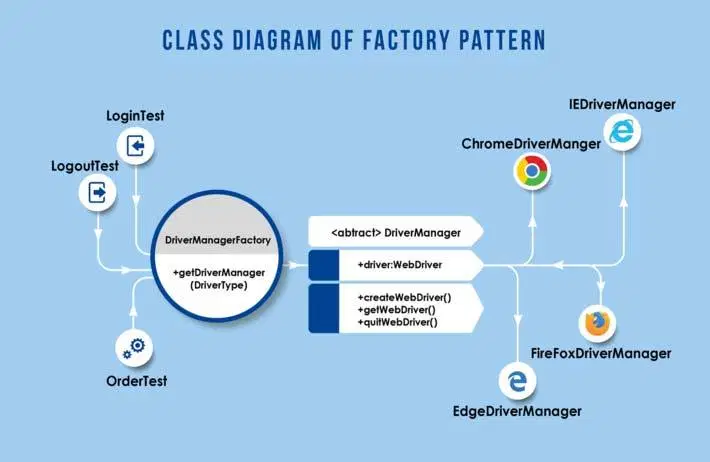 CLASS DIAGRAM OF FACTORY PATTERN
LoginTest
LogoutTest
DriverManagerFactory
+getDriverManager
(DriverType)
OrderTest
<abtract> DriverManager
+driver:WebDriver
+createWebDriver()
+getWebDriver()
+quitWebDriver()
IEDriverManager
ChromeDriverManger
FireFoxDriverManager
EdgeDriverManager